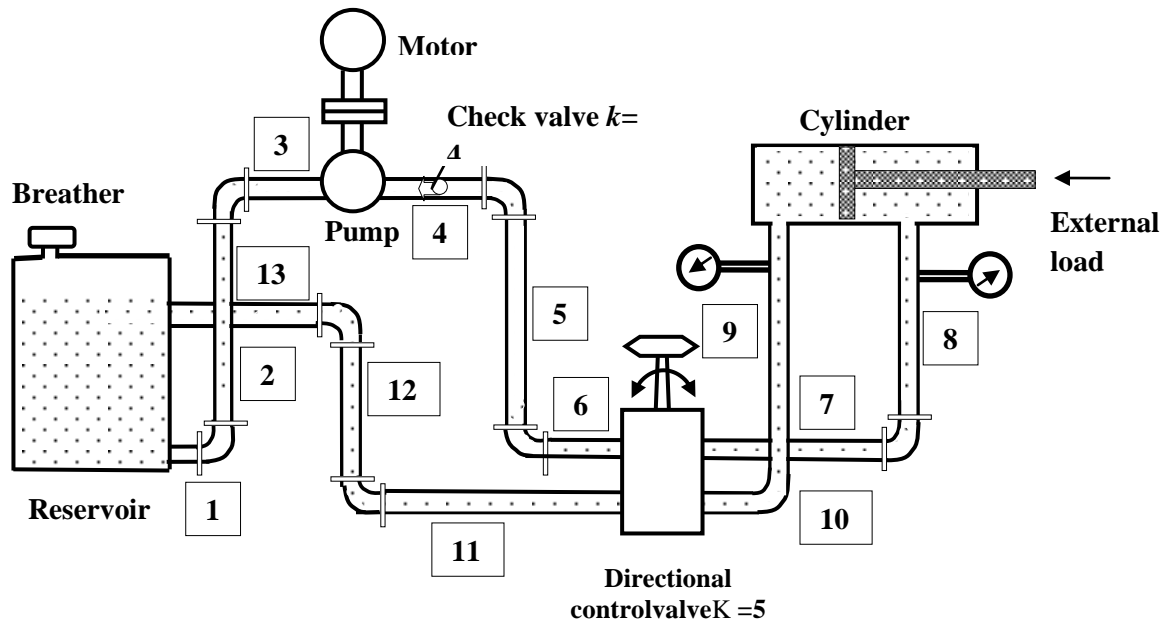 Motor
Check valve k=
3
Cylinder
Breather
Pump
4
External
load
13
5
9
8
2
12
6
7
Reservoir
1
11
10
Directional
controlvalveK =5